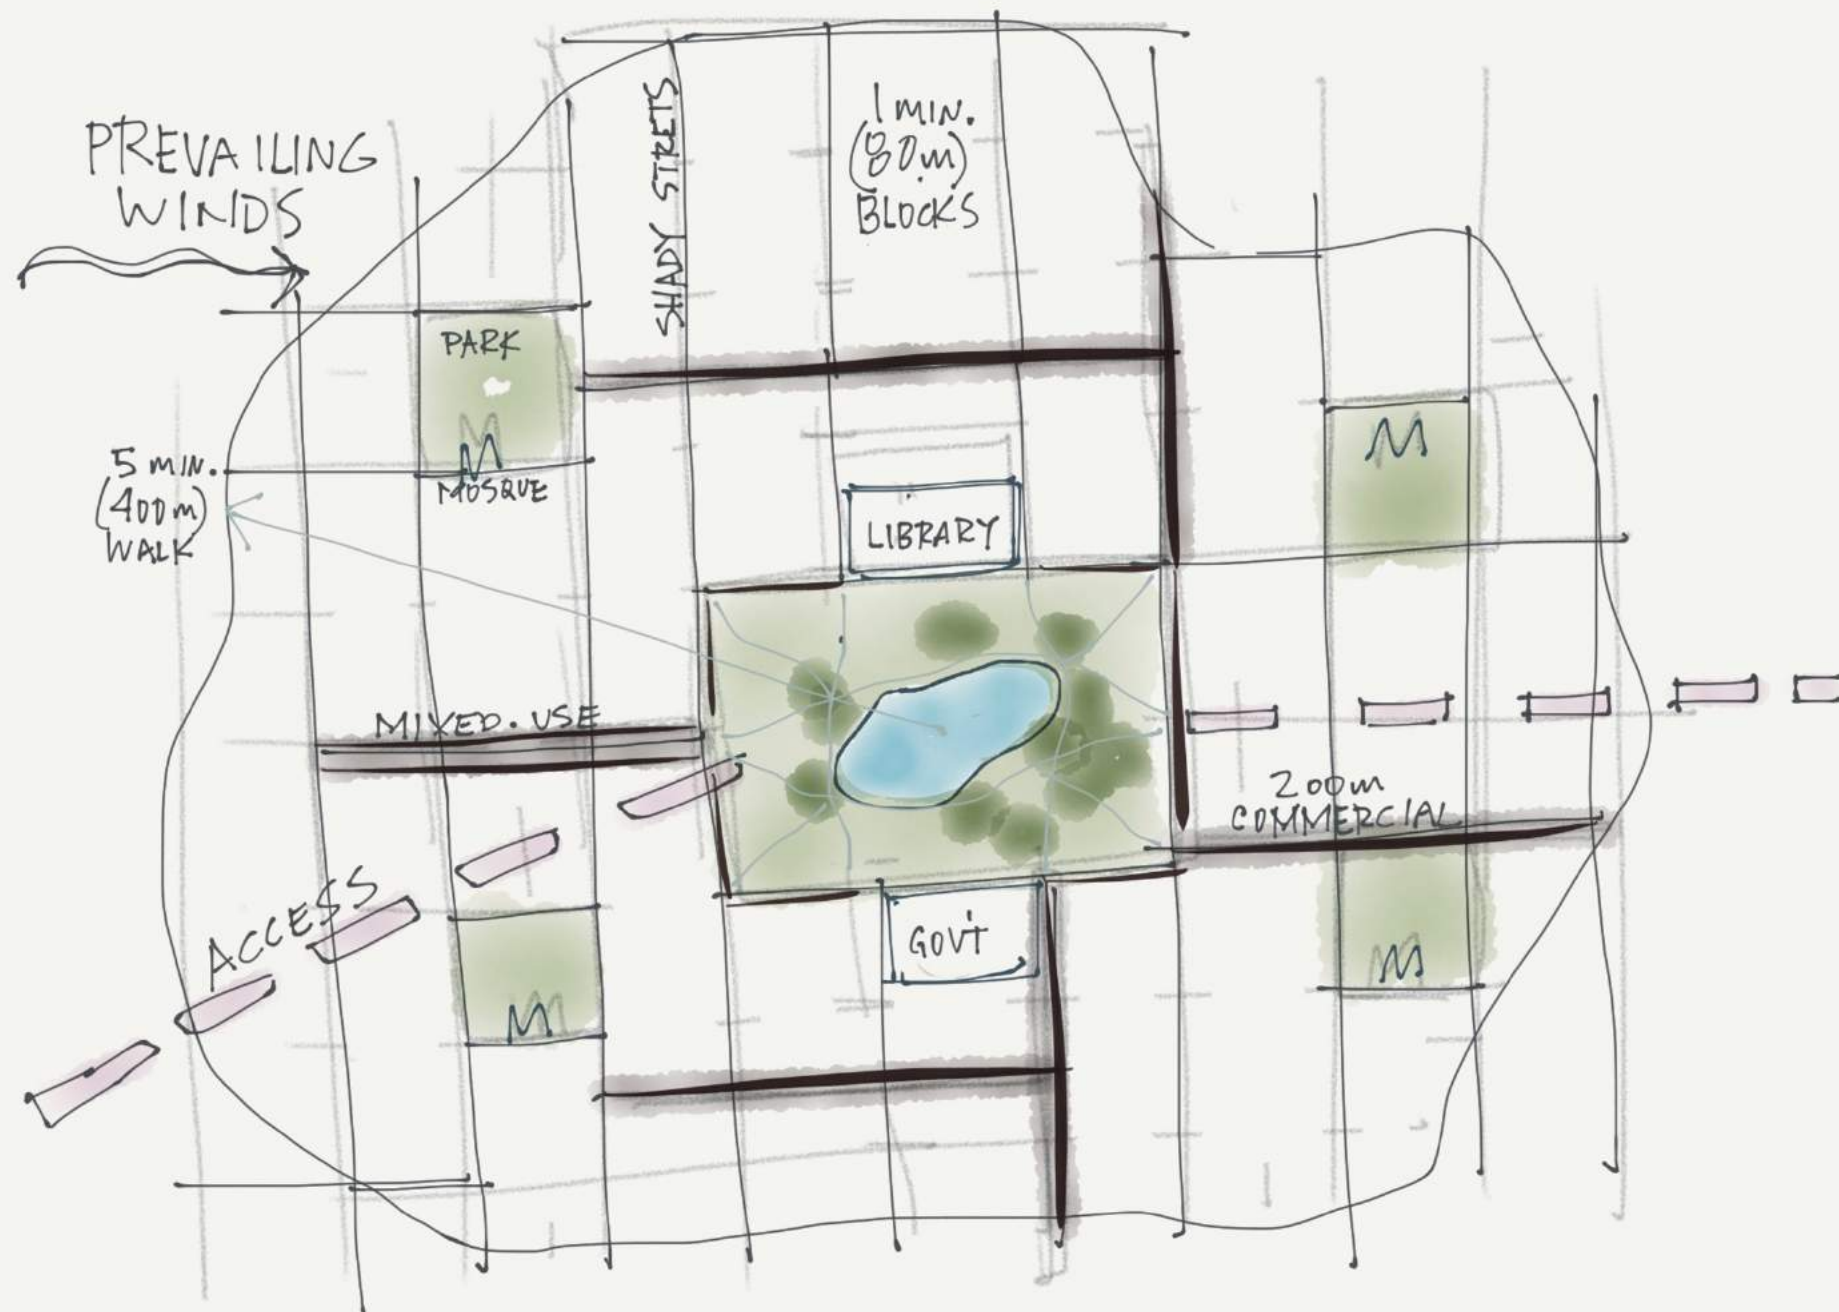 PREVAILING
WINDS
SHADY STRETS
1 MIN.
(80m)
BLOCKS
PARK
M
MOSQUE
5 MIN.
(400m)
WALK
M
LIBRARY
MIXED-USE
200m
COMMERCIAL
ACCESS
GOV'T
M
M